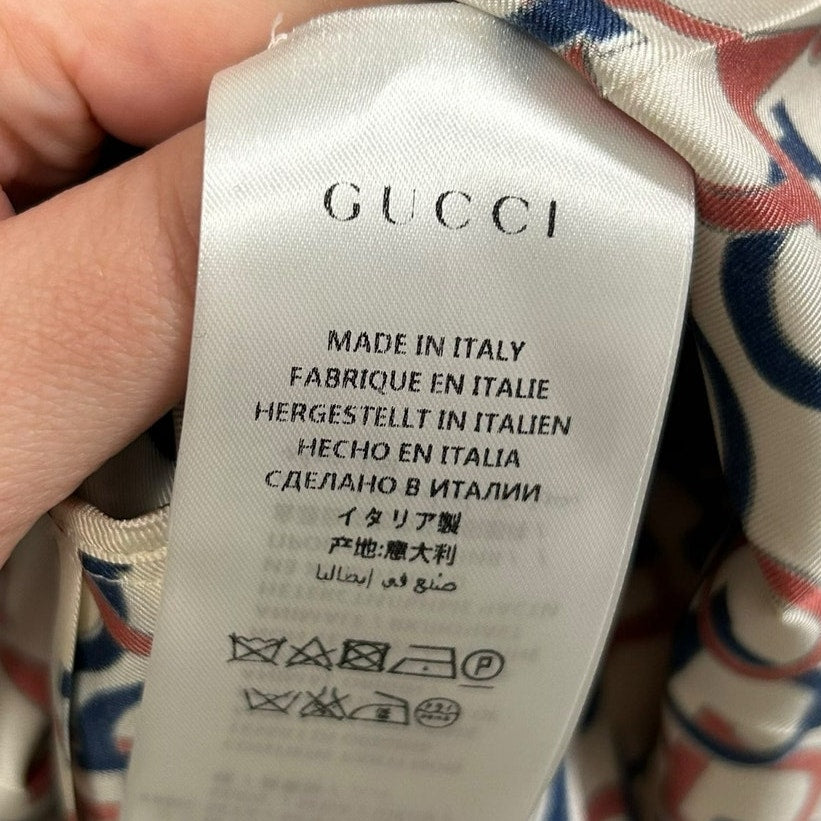 GUCCI
MADE IN ITALY
FABRIQUE EN ITALIE
HERGESTELLT IN ITALIEN
HECHO EN ITALIA
СДЕЛАНО В ИТАЛИИ
イタリア製
产地:意大利
صنع في إيطاليا
P